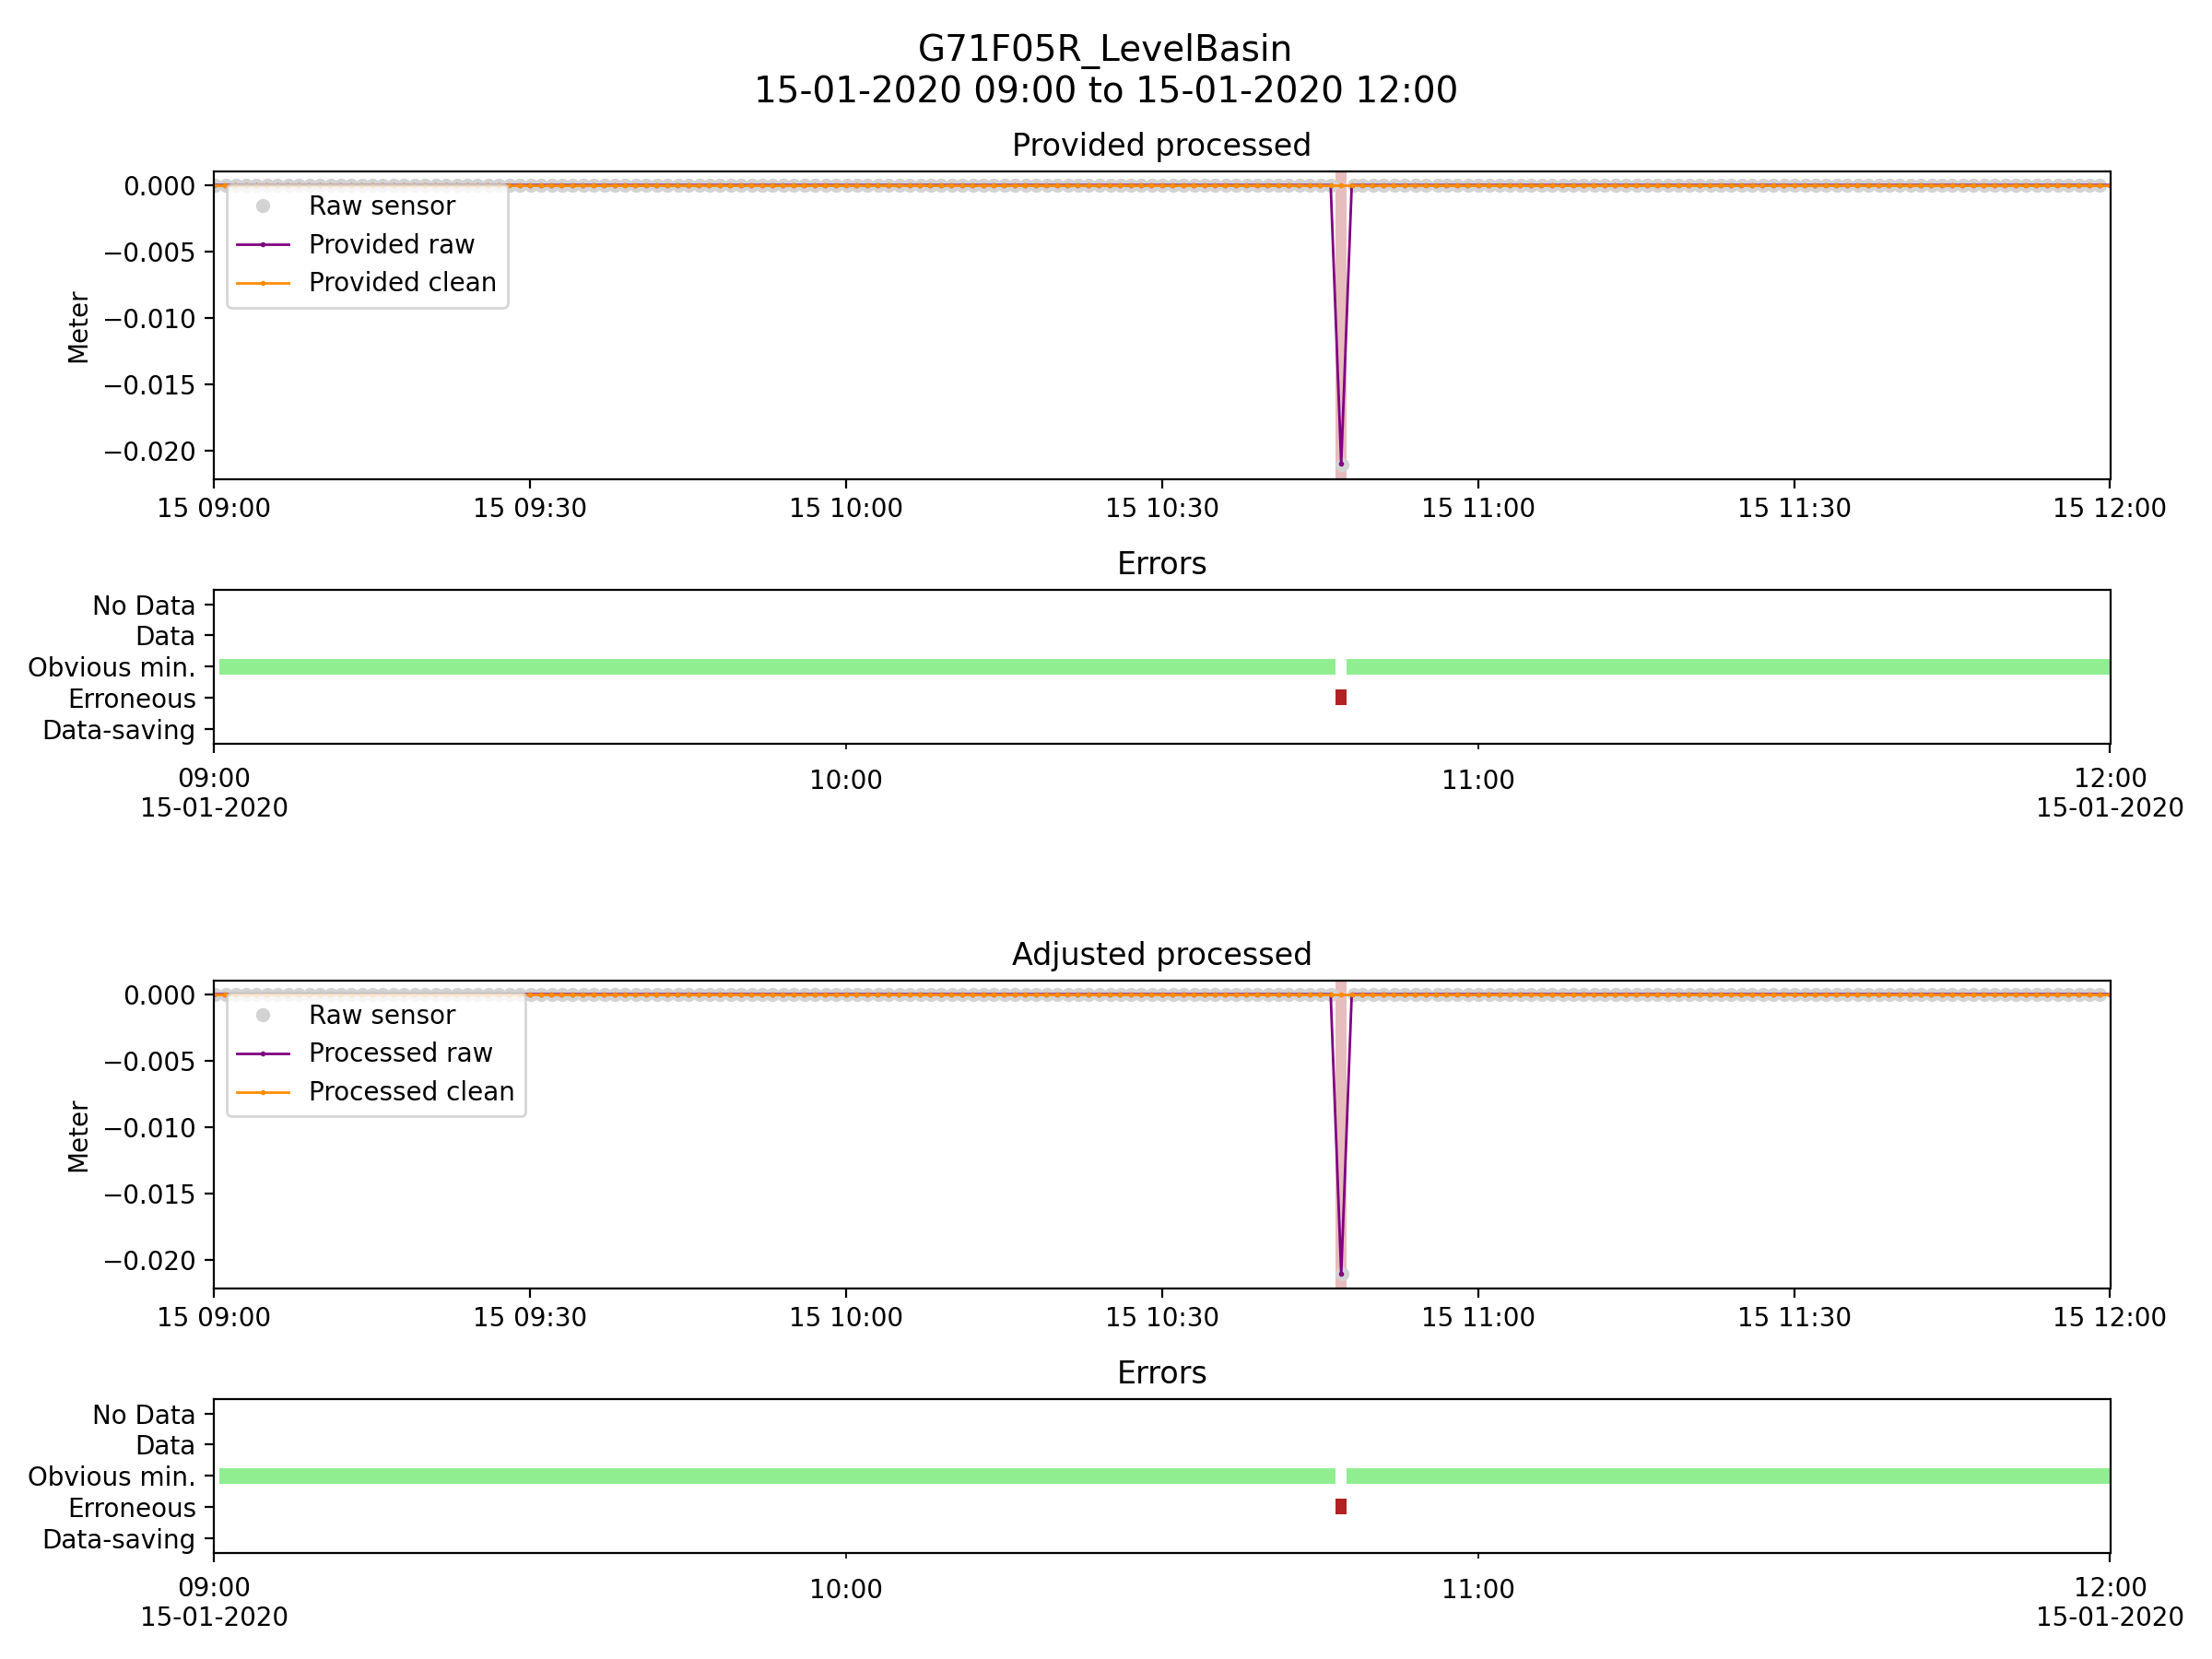 G71F05R_LevelBasin
15-01-2020 09:00 to 15-01-2020 12:00
Provided processed
0.000
−0.005
−0.010
−0.015
−0.020
Meter
Raw sensor
Provided raw
Provided clean
15 09:00 15 09:30 15 10:00 15 10:30 15 11:00 15 11:30 15 12:00
Errors
No Data
Data
Obvious min.
Erroneous
Data-saving
09:00 10:00 11:00 12:00
15-01-2020 15-01-2020
Adjusted processed
0.000
−0.005
−0.010
−0.015
−0.020
Meter
Raw sensor
Processed raw
Processed clean
15 09:00 15 09:30 15 10:00 15 10:30 15 11:00 15 11:30 15 12:00
Errors
No Data
Data
Obvious min.
Erroneous
Data-saving
09:00 10:00 11:00 12:00
15-01-2020 15-01-2020